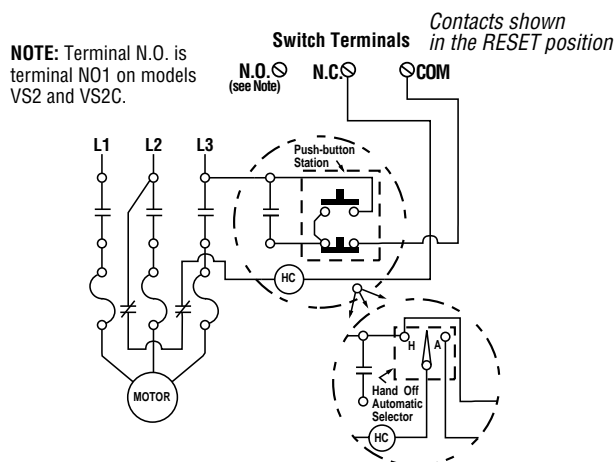 Contacts shown
in the RESET position
Switch Terminals
NOTE: Terminal N.O. is
terminal NO1 on models
VS2 and VS2C.
N.O.
(see Note)
N.C.
COM
L1
L2
L3
Push-button
Station
HC
H
A
Hand Off
Automatic
Selector
MOTOR
HC